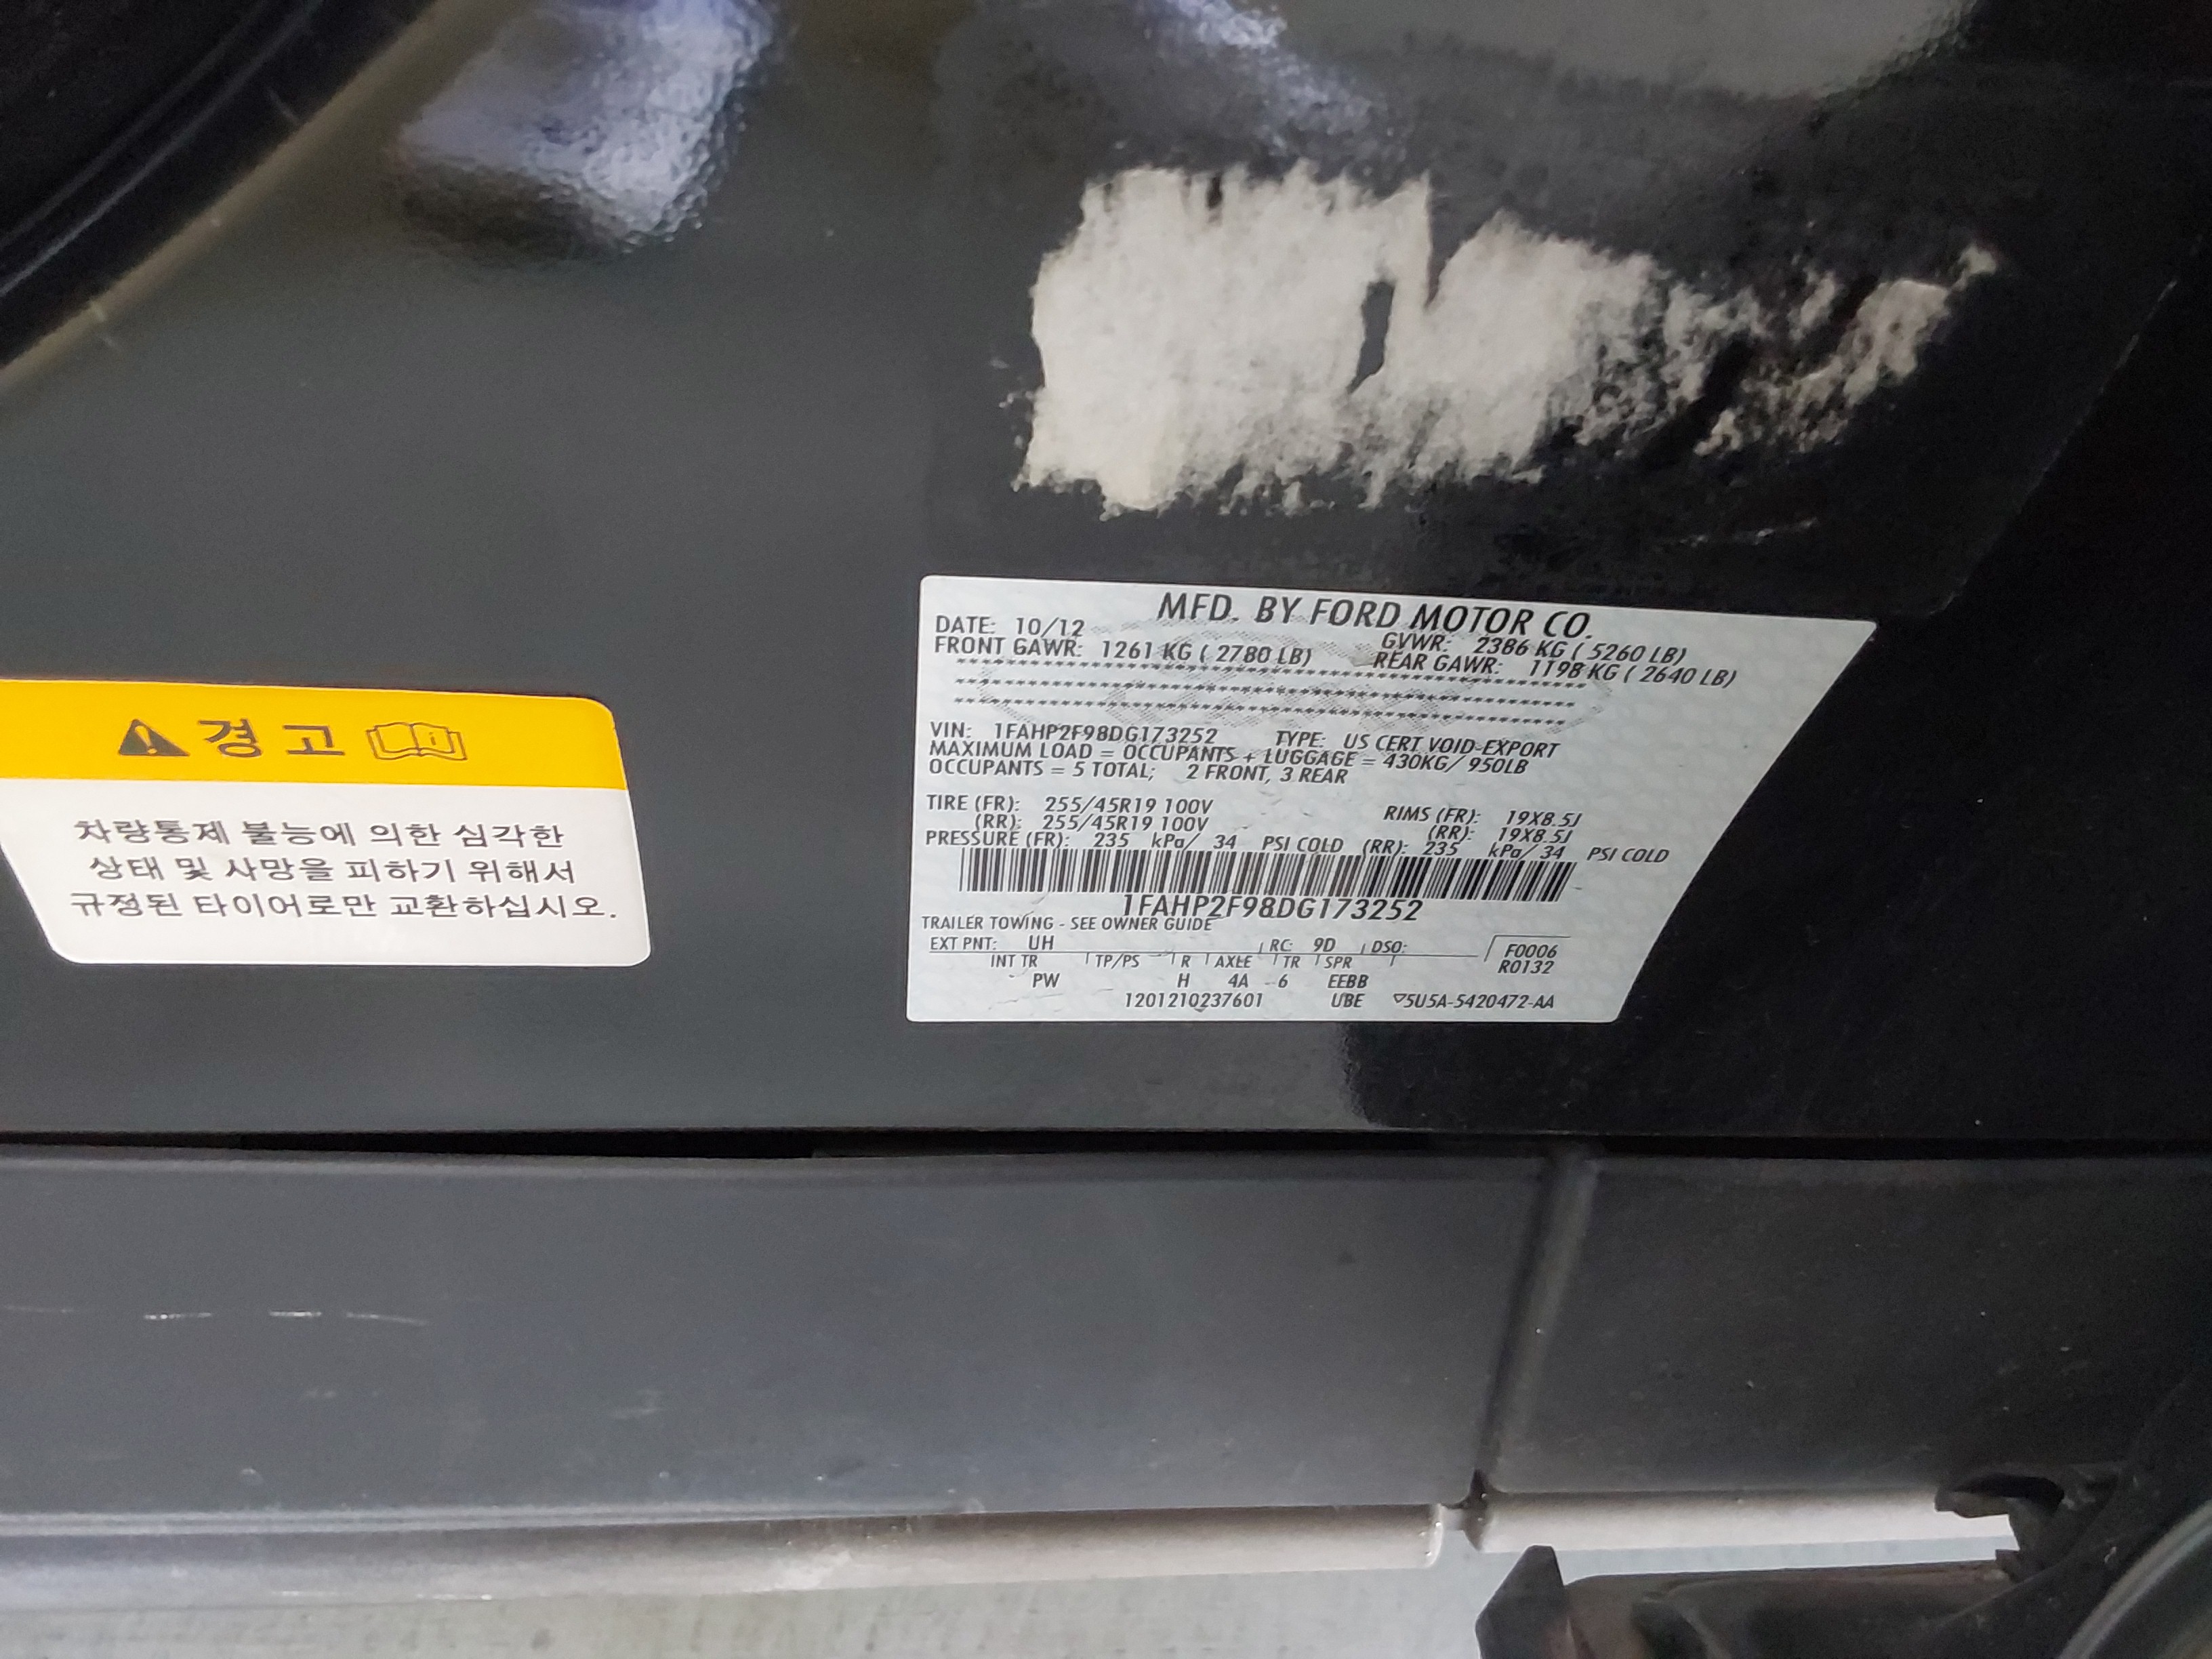 경고
차량통제 불능에 의한 심각한
상태 및 사망을 피하기 위해서
규정된 타이어로만 교환하십시오.
MFD. BY FORD MOTOR CO.
DATE: 10/12 GVWR: 2386 KG ( 5260 LB)
FRONT GAWR: 1261 KG ( 2780 LB) REAR GAWR: 1198 KG ( 2640 LB)
VIN: 1FAHP2F98DG173252 TYPE: US CERT VOID-EXPORT
MAXIMUM LOAD = OCCUPANTS + LUGGAGE = 430KG/ 950LB
OCCUPANTS = 5 TOTAL; 2 FRONT, 3 REAR
TIRE (FR): 255/45R19 100V RIMS (FR): 19X8.5J
(RR): 255/45R19 100V (RR): 19X8.5J
PRESSURE (FR): 235 kPa/ 34 PSI COLD (RR): 235 kPa/ 34 PSI COLD
1FAHP2F98DG173252
TRAILER TOWING - SEE OWNER GUIDE
EXT PNT: UH RC: 9D DSO: F0006
INT TR TP/PS R AXLE TR SPR R0132
PW H 4A 6 EEBB
1201210237601 UBE 5U5A-5420472-AA